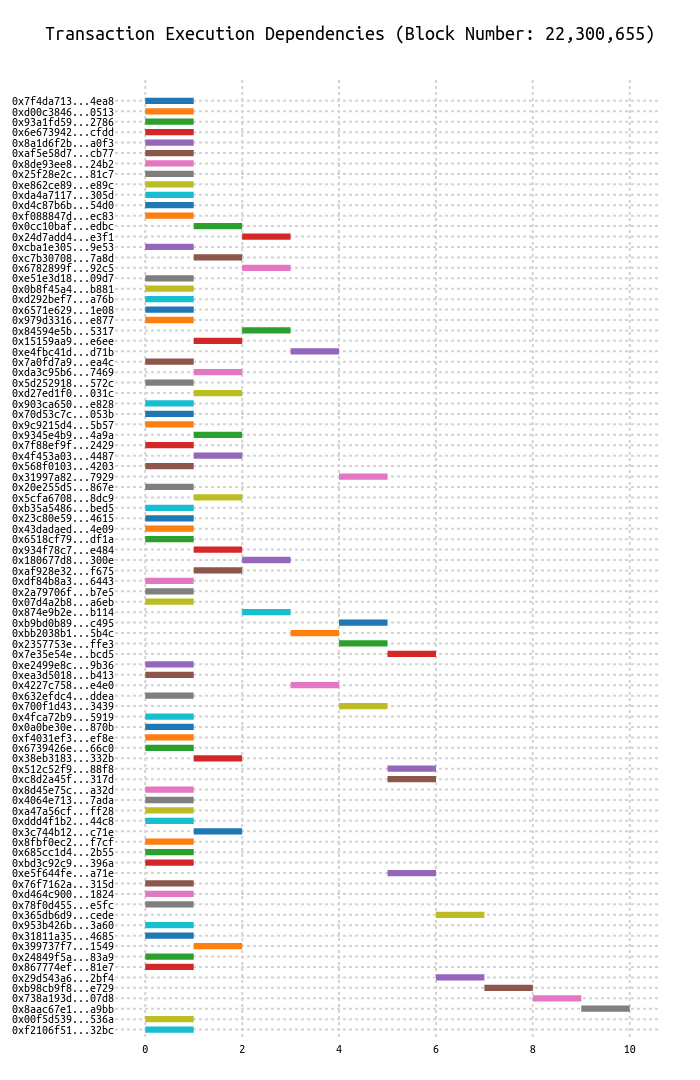 Transaction Execution Dependencies (Block Number: 22,300,655)
0x7f4da713...4ea8
0xd00c3846...0513
0x93a1fd59...2786
0x6e673942...cfdd
0x8a1d6f2b...a0f3
0xaf5e58d7...cb77
0x8de93ee8...24b2
0x25f28e2c...81c7
0xe862ce89...e89c
0xda4a7117...305d
0xd4c87b6b...54d0
0xf088847d...ec83
0x0cc10baf...edbc
0x24d7add4...e3f1
0xcba1e305...9e53
0xc7b30708...7a8d
0x6782899f...92c5
0xe51e3d18...09d7
0x0b8f45a4...b881
0xd292bef7...a76b
0x6571e629...1e08
0x979d3316...e877
0x84594e5b...5317
0x15159aa9...e6ee
0xe4fbc41d...d71b
0x7a0fd7a9...ea4c
0xda3c95b6...7469
0x5d252918...572c
0xd27ed1f0...031c
0x903ca650...e828
0x70d53c7c...053b
0x9c9215d4...5b57
0x9345e4b9...4a9a
0x7f88ef9f...2429
0x4f453a03...4487
0x568f0103...4203
0x31997a82...7929
0x20e255d5...867e
0x5cfa6708...8dc9
0xb35a5486...bed5
0x23c80e59...4615
0x43dadaed...4e09
0x6518cf79...df1a
0x934f78c7...e484
0x180677d8...300e
0xaf928e32...f675
0xdf84b8a3...6443
0x2a79706f...b7e5
0x07d4a2b8...a6eb
0x874e9b2e...b114
0xb9bd0b89...c495
0xbb2038b1...5b4c
0x2357753e...ffe3
0x7e35e54e...bcd5
0xe2499e8c...9b36
0xea3d5018...b413
0x4227c758...e4e0
0x632efdc4...ddea
0x700f1d43...3439
0x4fca72b9...5919
0x0a0be30e...870b
0xf4031ef3...ef8e
0x6739426e...66c0
0x38eb3183...332b
0x512c52f9...88f8
0xc8d2a45f...317d
0x8d45e75c...a32d
0x4064e713...7ada
0xa47a56cf...ff28
0xddd4f1b2...44c8
0x3c744b12...c71e
0x8fbf0ec2...f7cf
0x685cc1d4...2b55
0xbd3c92c9...396a
0xe5f644fe...a71e
0x76f7162a...315d
0xd464c900...1824
0x78f0d455...e5fc
0x365db6d9...cede
0x953b426b...3a60
0x31811a35...4685
0x399737f7...1549
0x24849f5a...83a9
0x867774ef...81e7
0x29d543a6...2bf4
0xb98cb9f8...e729
0x738a193d...07d8
0x8aac67e1...a9bb
0x00f5d539...536a
0xf2106f51...32bc
0 2 4 6 8 10